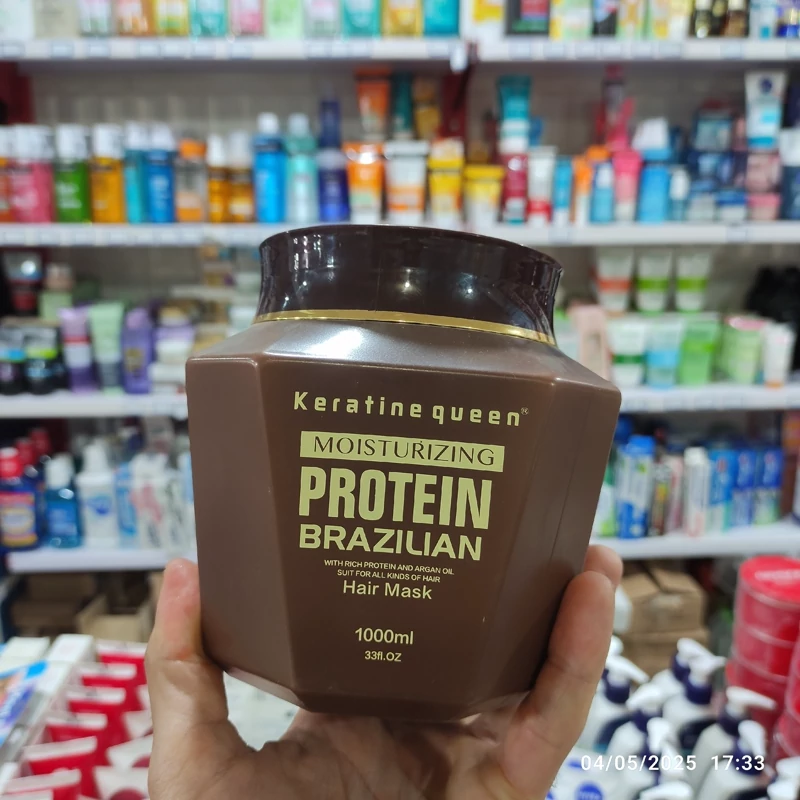 Keratine queen®
MOISTURIZING
PROTEIN
BRAZILIAN
WITH RICH PROTEIN AND ARGAN OIL
SUIT FOR ALL KINDS OF HAIR
Hair Mask
1000ml
33fl.OZ
04/05/2025 17:33